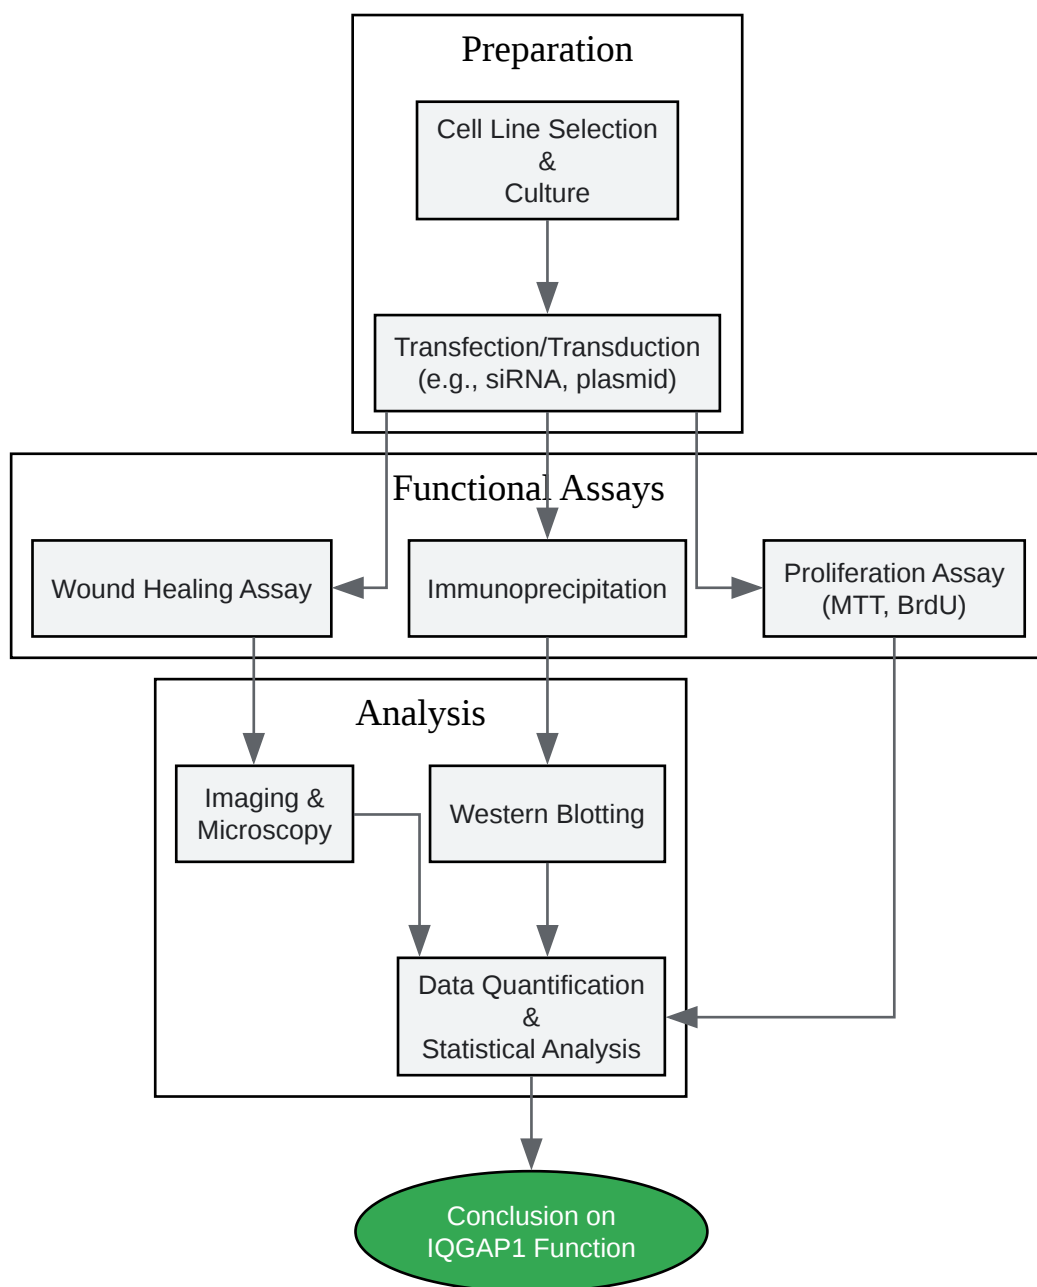 Preparation
Cell Line Selection
&
Culture
Transfection/Transduction
(e.g., siRNA, plasmid)
Functional Assays
Wound Healing Assay
Immunoprecipitation
Proliferation Assay
(MTT, BrdU)
Analysis
Imaging &
Microscopy
Western Blotting
Data Quantification
&
Statistical Analysis
Conclusion on
IQGAP1 Function